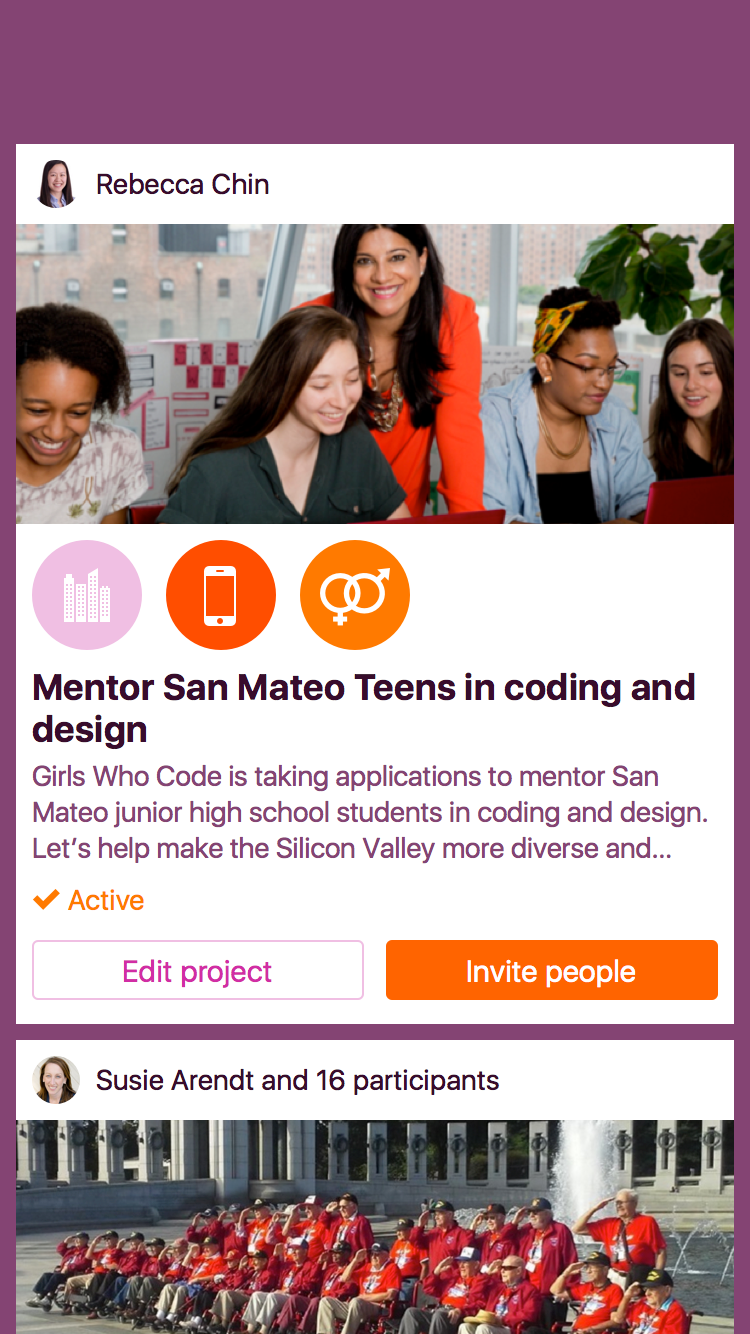 Rebecca Chin
Mentor San Mateo Teens in coding and
design
Girls Who Code is taking applications to mentor San
Mateo junior high school students in coding and design.
Let’s help make the Silicon Valley more diverse and...
Active
Edit project
Invite people
Susie Arendt and 16 participants